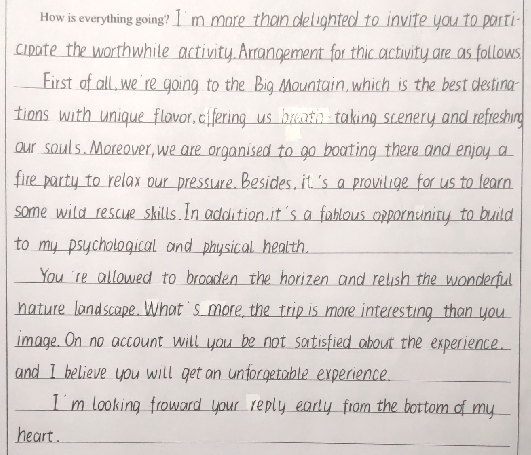 How is everything going? I'm more than delighted to invite you to parti-
cipate the worthwhile activity. Arrangement for thic activity are as follows.
First of all, we're going to the Big Mountain, which is the best destina-
tions with unique flavor, offering us breath-taking scenery and refreshing
our souls. Moreover, we are organised to go boating there and enjoy a
fire party to relax our pressure. Besides, it's a provilige for us to learn
some wild rescue skills. In addition, it's a fablous oppornunity to build
to my psychological and physical health.
You're allowed to broaden the horizen and relish the wonderful
nature landscape. What's more, the trip is more interesting than you
image. On no account will you be not satisfied about the experience.
and I believe you will get an unforgetable experience.
I'm looking froward your reply early from the bottom of my
heart.